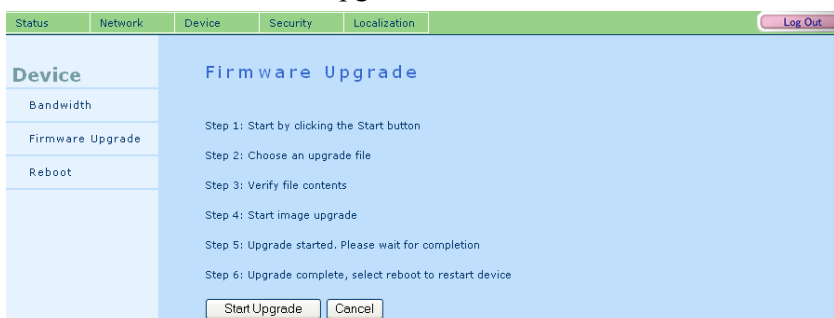 Status Network Device Security Localization Log Out
Device
Bandwidth
Firmware Upgrade
Reboot
Firmware Upgrade
Step 1: Start by clicking the Start button
Step 2: Choose an upgrade file
Step 3: Verify file contents
Step 4: Start image upgrade
Step 5: Upgrade started. Please wait for completion
Step 6: Upgrade complete, select reboot to restart device
Start Upgrade Cancel